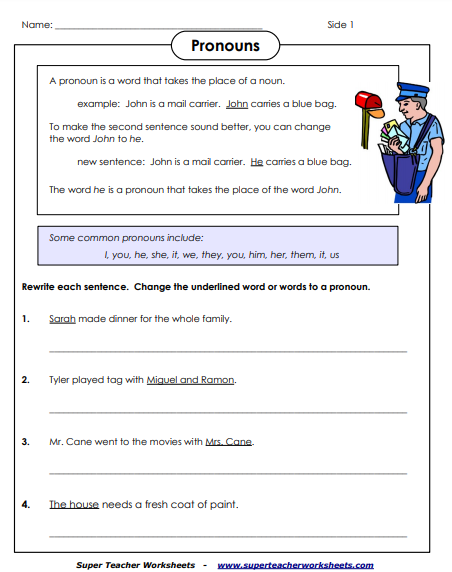 Name: ___________________________ Side 1
Pronouns
A pronoun is a word that takes the place of a noun.
example: John is a mail carrier. John carries a blue bag.
To make the second sentence sound better, you can change
the word John to he.
new sentence: John is a mail carrier. He carries a blue bag.
The word he is a pronoun that takes the place of the word John.
Some common pronouns include:
I, you, he, she, it, we, they, you, him, her, them, it, us
Rewrite each sentence. Change the underlined word or words to a pronoun.
1. Sarah made dinner for the whole family.
2. Tyler played tag with Miguel and Ramon.
3. Mr. Cane went to the movies with Mrs. Cane.
4. The house needs a fresh coat of paint.
Super Teacher Worksheets - www.superteacherworksheets.com